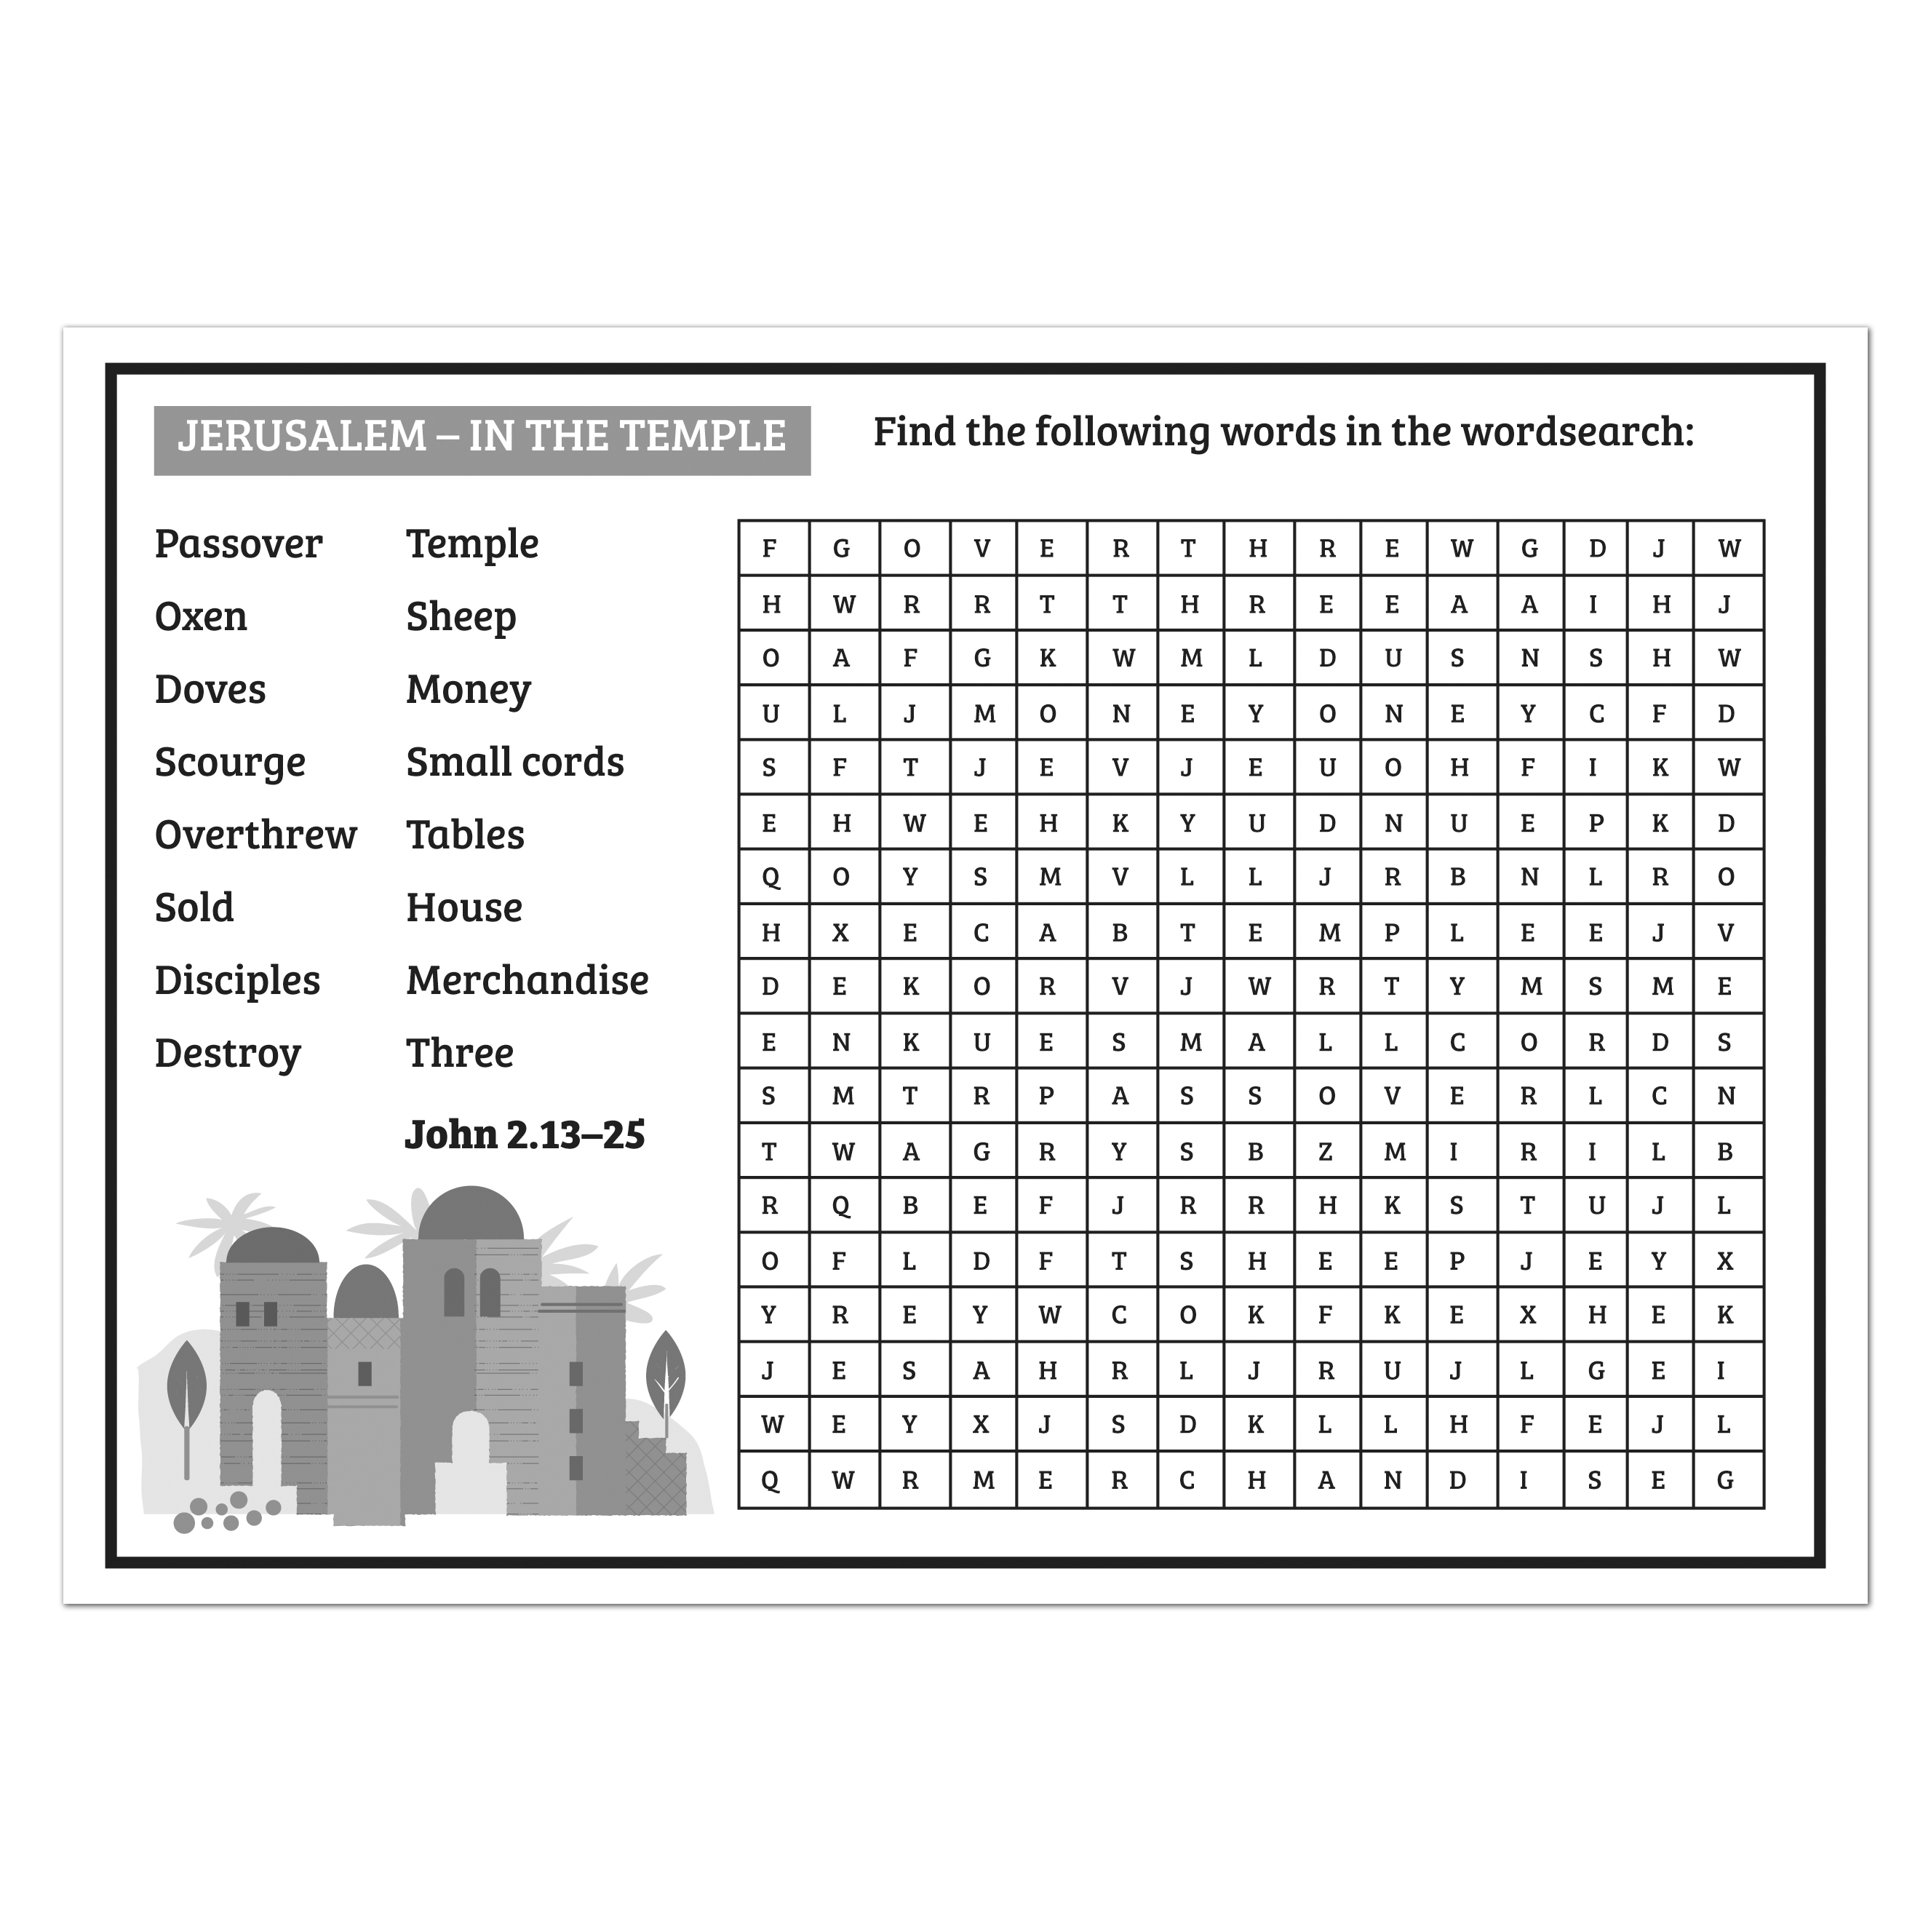 JERUSALEM – IN THE TEMPLE
Find the following words in the wordsearch:
Passover Temple
Oxen Sheep
Doves Money
Scourge Small cords
Overthrew Tables
Sold House
Disciples Merchandise
Destroy Three
John 2.13–25
F G O V E R T H R E W G D J W
H W R R T T H R E E A A I H J
O A F G K W M L D U S N S H W
U L J M O N E Y O N E Y C F D
S F T J E V J E U O H F I K W
E H W E H K Y U D N U E P K D
Q O Y S M V L L J R B N L R O
H X E C A B T E M P L E E J V
D E K O R V J W R T Y M S M E
E N K U E S M A L L C O R D S
S M T R P A S S O V E R L C N
T W A G R Y S B Z M I R I L B
R Q B E F J R R H K S T U J L
O F L D F T S H E E P J E Y X
Y R E Y W C O K F K E X H E K
J E S A H R L J R U J L G E I
W E Y X J S D K L L H F E J L
Q W R M E R C H A N D I S E G